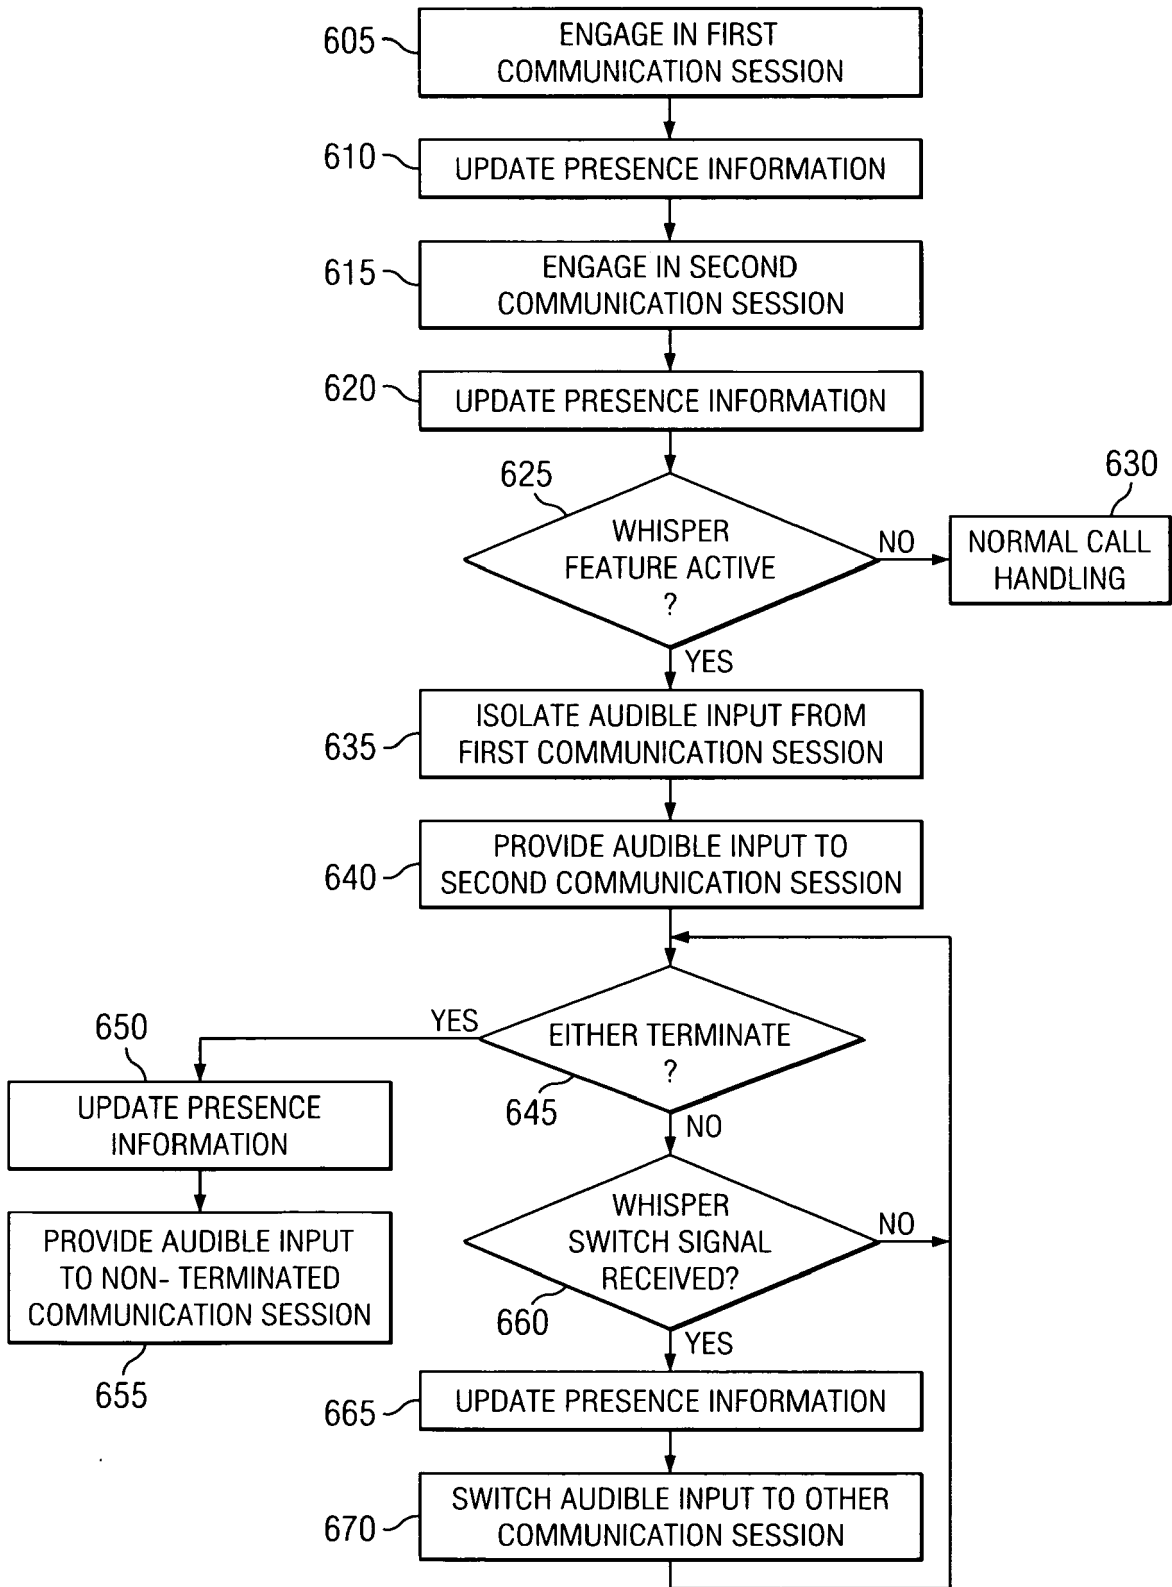 605
ENGAGE IN FIRST
COMMUNICATION SESSION
610
UPDATE PRESENCE INFORMATION
615
ENGAGE IN SECOND
COMMUNICATION SESSION
620
UPDATE PRESENCE INFORMATION
625
WHISPER
FEATURE ACTIVE
?
NO
630
NORMAL CALL
HANDLING
YES
635
ISOLATE AUDIBLE INPUT FROM
FIRST COMMUNICATION SESSION
640
PROVIDE AUDIBLE INPUT TO
SECOND COMMUNICATION SESSION
EITHER TERMINATE
?
645
YES
650
UPDATE PRESENCE
INFORMATION
PROVIDE AUDIBLE INPUT
TO NON- TERMINATED
COMMUNICATION SESSION
655
NO
WHISPER
SWITCH SIGNAL
RECEIVED?
660
NO
YES
665
UPDATE PRESENCE INFORMATION
670
SWITCH AUDIBLE INPUT TO OTHER
COMMUNICATION SESSION